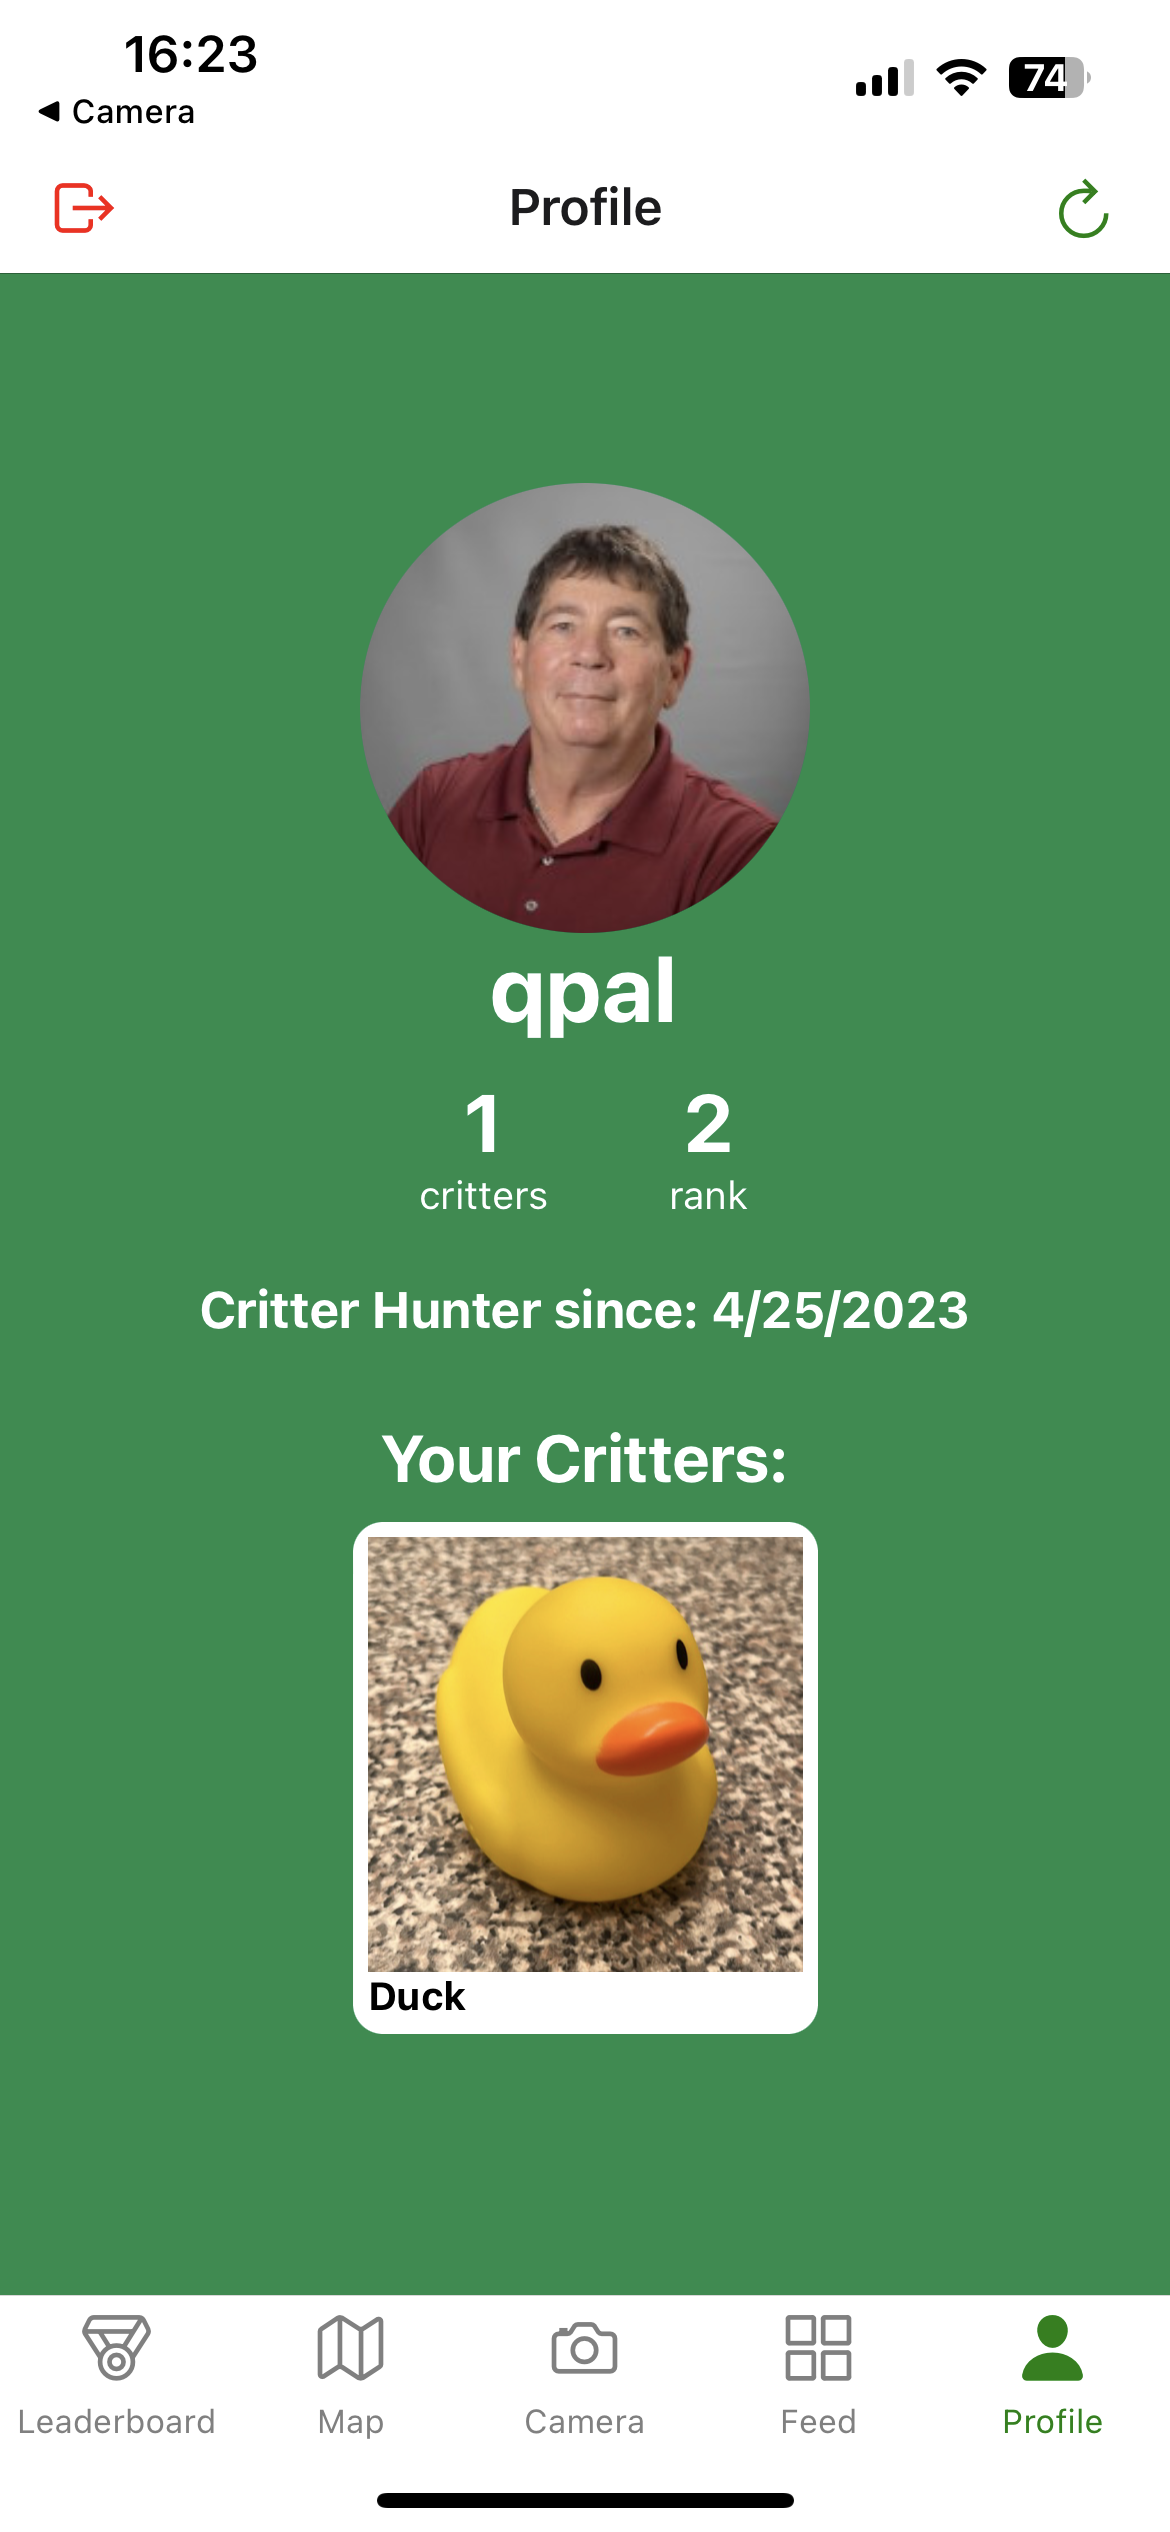 16:23
74
◀ Camera
Profile
qpal
1 2
critters rank
Critter Hunter since: 4/25/2023
Your Critters:
Duck
Leaderboard Map Camera Feed Profile